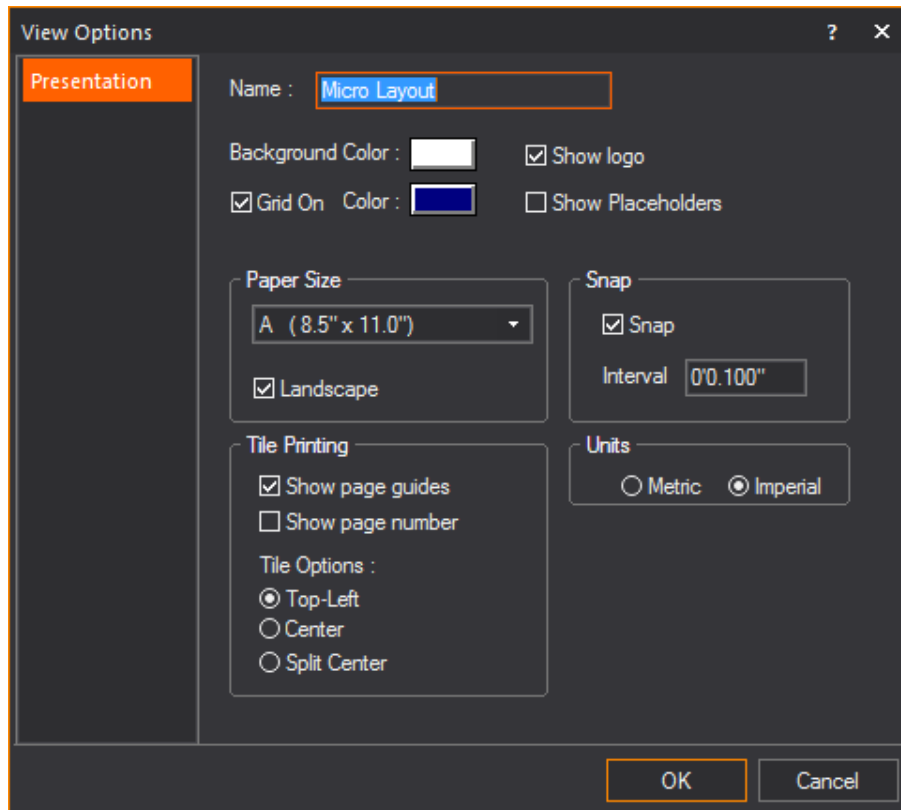 View Options
?
Presentation
Name :
Micro Layout
Background Color :
Show logo
Grid On
Color :
Show Placeholders
Paper Size
A ( 8.5" x 11.0")
Landscape
Snap
Snap
Interval
0'0.100"
Tile Printing
Show page guides
Show page number
Tile Options :
Top-Left
Center
Split Center
Units
Metric
Imperial
OK
Cancel